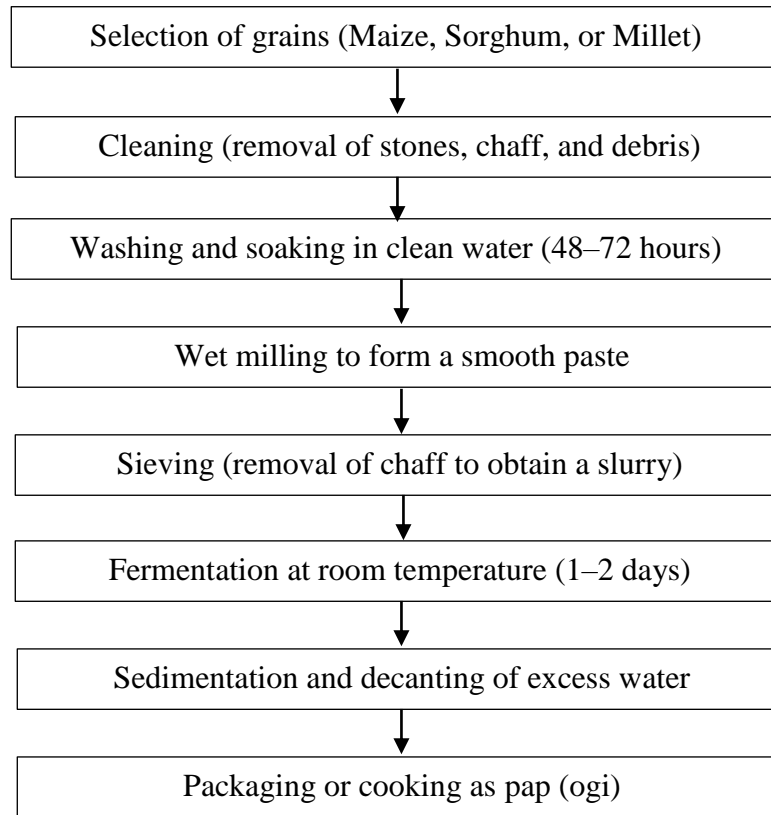 Selection of grains (Maize, Sorghum, or Millet)
Cleaning (removal of stones, chaff, and debris)
Washing and soaking in clean water (48–72 hours)
Wet milling to form a smooth paste
Sieving (removal of chaff to obtain a slurry)
Fermentation at room temperature (1–2 days)
Sedimentation and decanting of excess water
Packaging or cooking as pap (ogi)